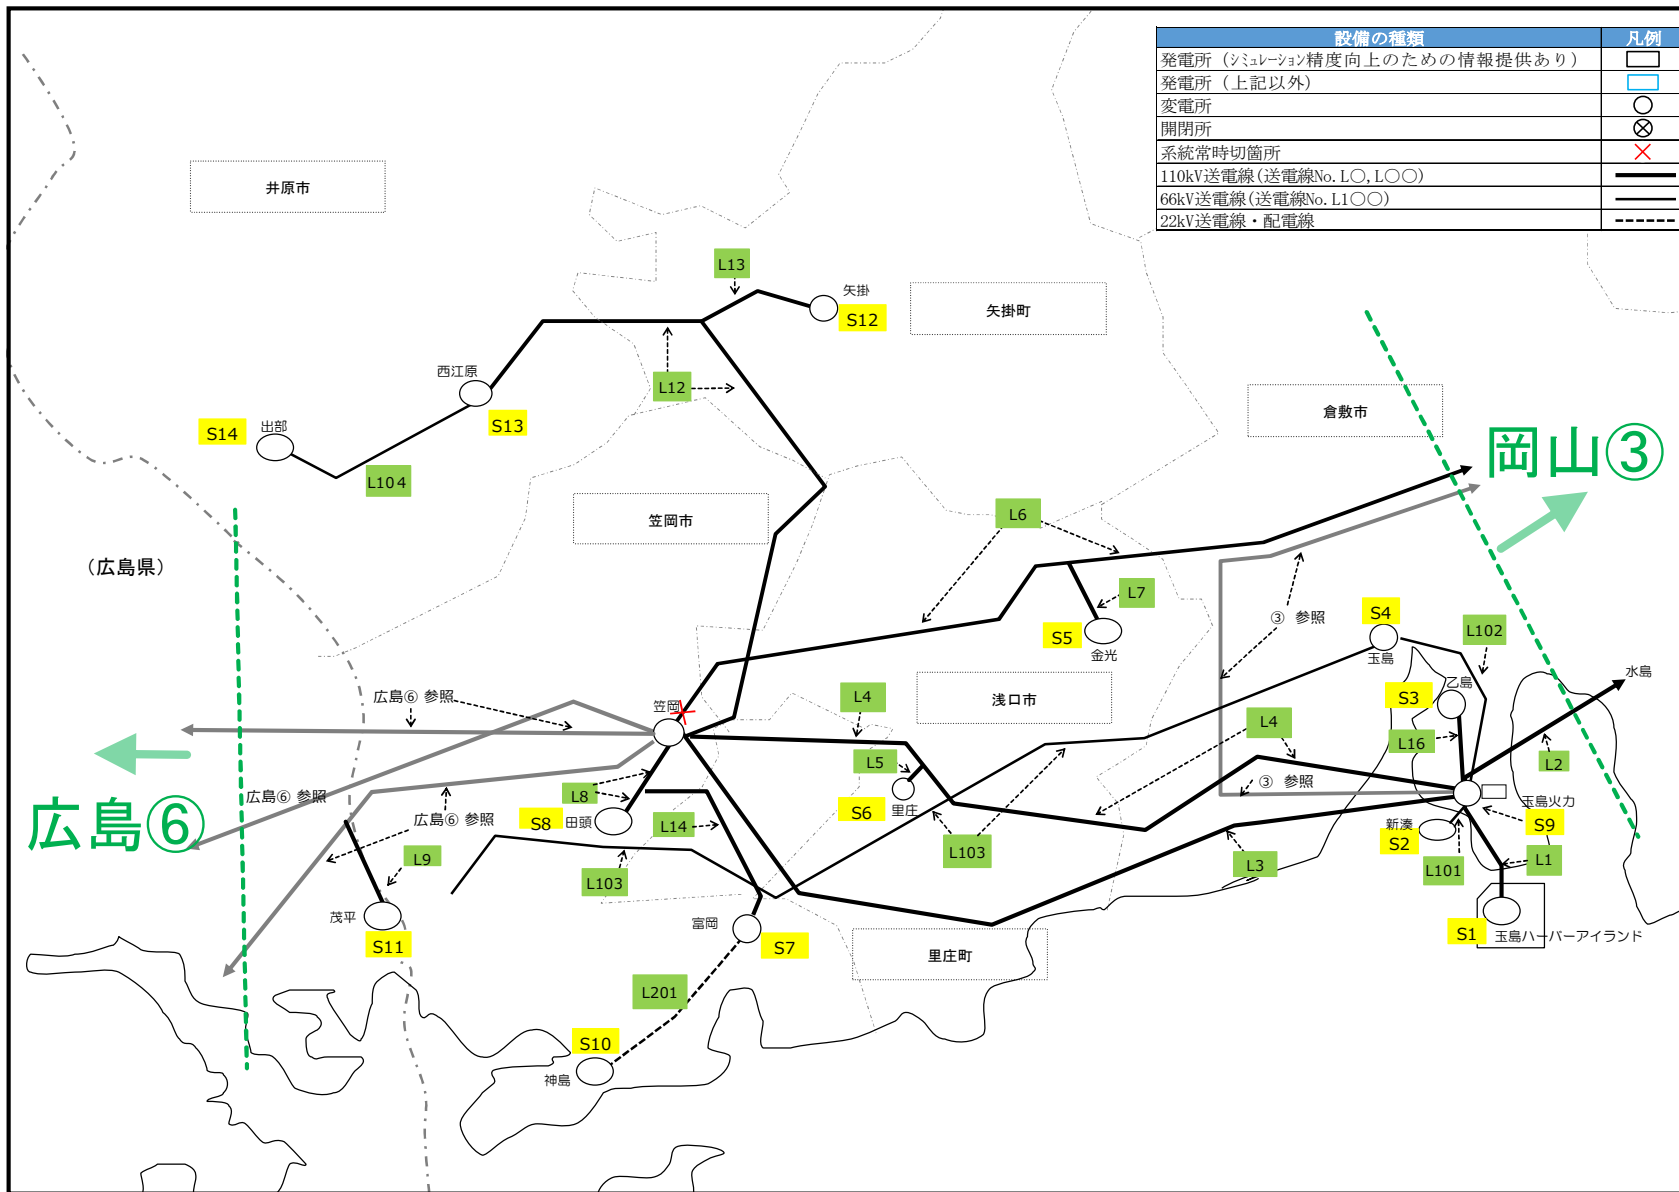 設備の種類 凡例
発電所（シミュレーション精度向上のための情報提供あり）
発電所（上記以外）
変電所
開閉所
系統常時切箇所
110kV送電線(送電線No. L○, L○○)
66kV送電線(送電線No. L1○○)
22kV送電線・配電線
井原市
L13
矢掛
S12
矢掛町
西江原
L12
倉敷市
S14
出部
S13
岡山③
L104
笠岡市
L6
（広島県）
L7
③ 参照
S4
S5
金光
玉島
L102
水島
広島⑥ 参照
笠岡
L4
浅口市
S3
乙島
L4
L16
L5
L2
広島⑥ 参照
L8
③ 参照
S6
里庄
玉島火力
広島⑥
広島⑥ 参照
S8
田頭
L14
新湊
S9
S2
L9
L103
L103
L3
L101
L1
茂平
S11
富岡
S7
里庄町
S1
玉島ハーバーアイランド
L201
S10
神島